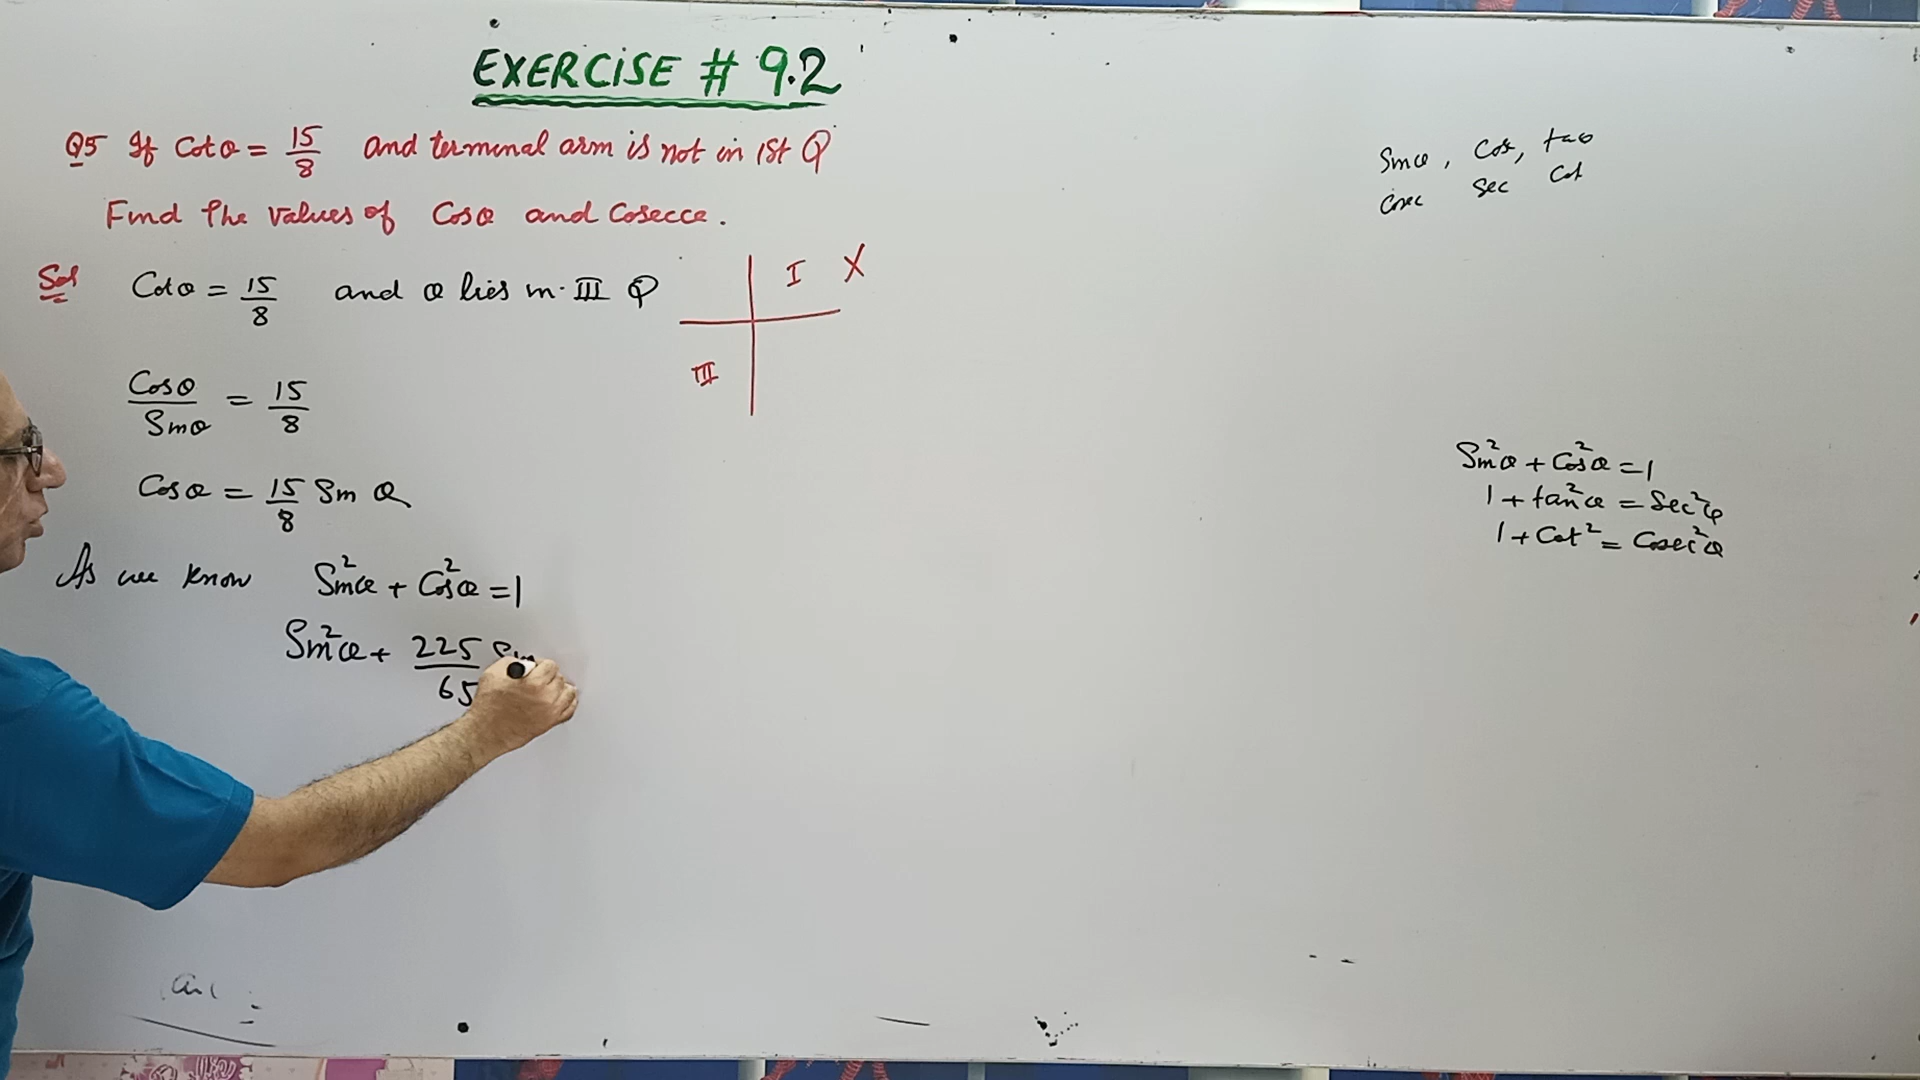 EXERCISE # 9.2
Q5 If Cotθ = 15/8 and terminal arm is not in 1st Q
Find the values of Cosθ and Cosecθ.
Sol Cotθ = 15/8 and θ lies in III Q
I X
III
Cosθ/Sinθ = 15/8
Cosθ = 15/8 Sin θ
As we know Sin²θ + Cos²θ = 1
Sin²θ + 225/65
Sinθ, Cos, tanθ
Cosec Sec Cot
Sin²θ + Cos²θ = 1
1 + tan²θ = Sec²θ
1 + Cot² = Cosec²θ